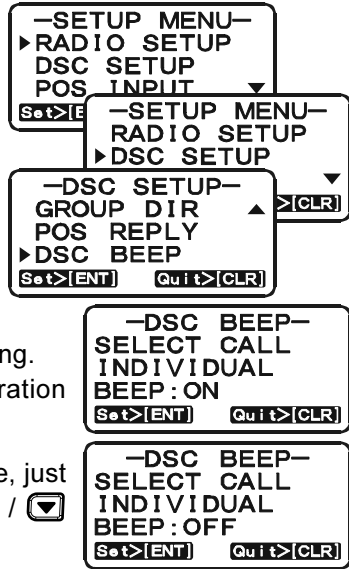 —SETUP MENU—
▶RADIO SETUP
DSC SETUP
POS INPUT ▼
Set>[E
—SETUP MENU—
RADIO SETUP
▶DSC SETUP
▼
>[CLR]
—DSC SETUP—
GROUP DIR ▲
POS REPLY
▶DSC BEEP
Set>[ENT] Quit>[CLR]
ng.
ration
—DSC BEEP—
SELECT CALL
INDIVIDUAL
BEEP:ON
Set>[ENT] Quit>[CLR]
e, just
/ ▼
—DSC BEEP—
SELECT CALL
INDIVIDUAL
BEEP:OFF
Set>[ENT] Quit>[CLR]